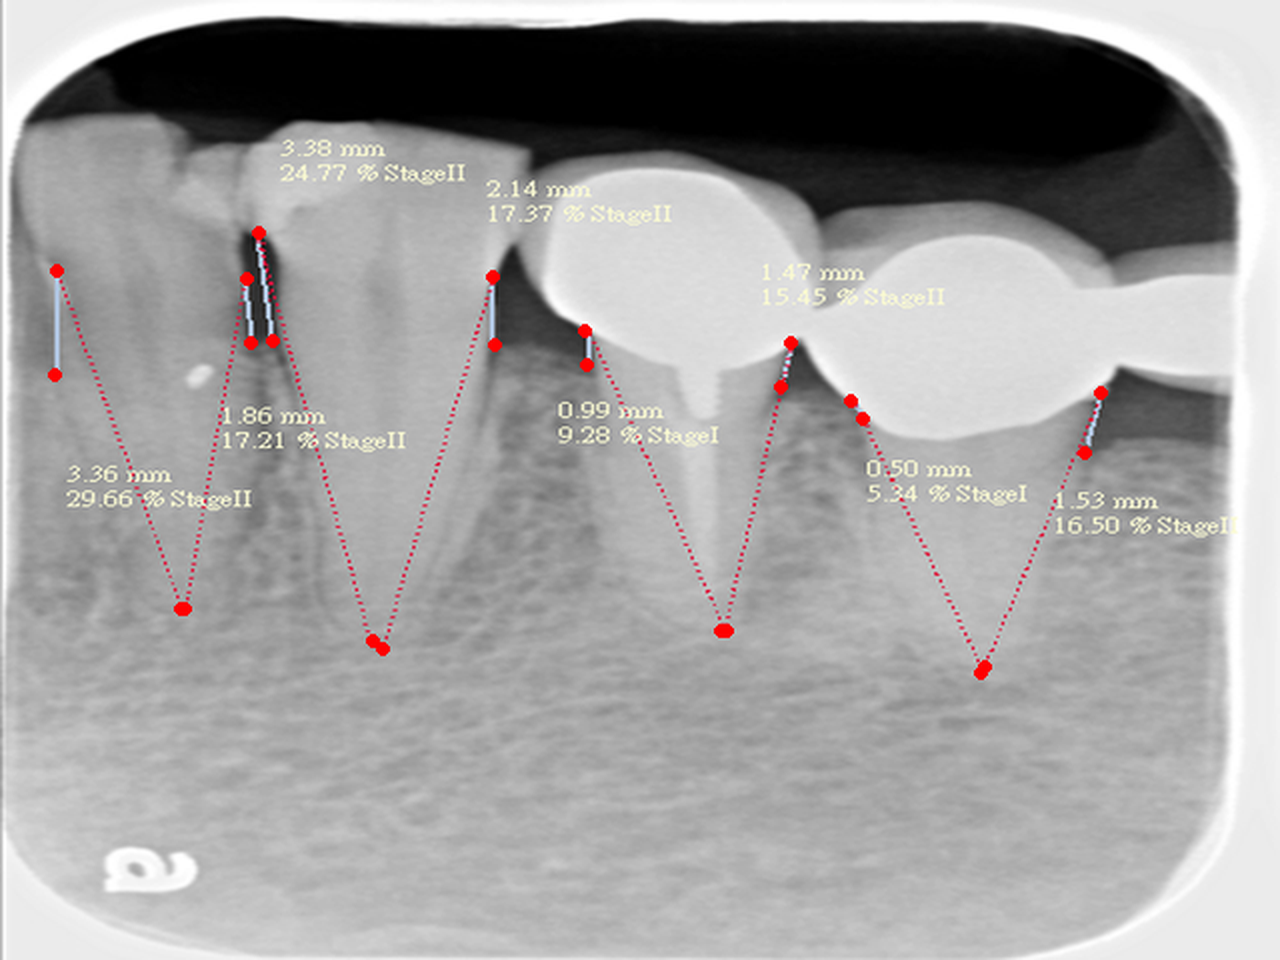 3.38 mm
24.77 % StageII
2.14 mm
17.37 % StageII
1.47 mm
15.45 % StageII
0.99 mm
9.28 % StageI
1.86 mm
17.21 % StageII
3.36 mm
29.66 % StageII
0.50 mm
5.34 % StageI
1.53 mm
16.50 % StageII
a